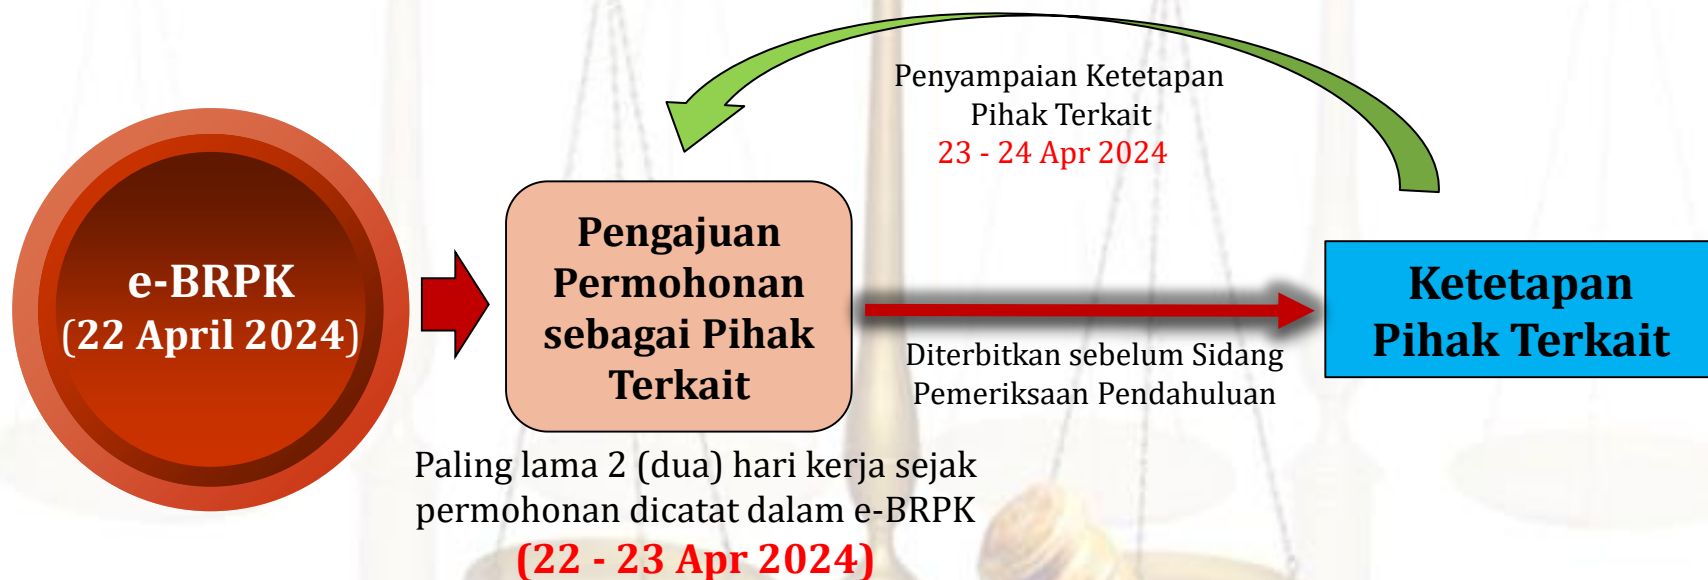 e-BRPK
(22 April 2024)
Pengajuan
Permohonan
sebagai Pihak
Terkait
Paling lama 2 (dua) hari kerja sejak
permohonan dicatat dalam e-BRPK
(22 - 23 Apr 2024)
Penyampaian Ketetapan
Pihak Terkait
23 - 24 Apr 2024
Diterbitkan sebelum Sidang
Pemeriksaan Pendahuluan
Ketetapan
Pihak Terkait